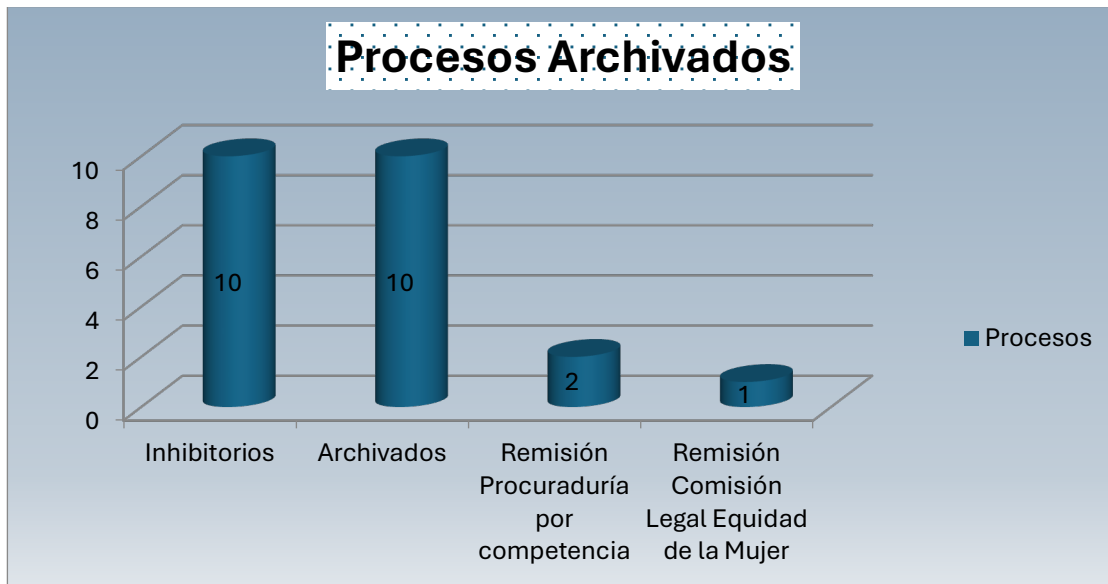 Procesos Archivados
10
8
6
4
2
0
10
10
2
1
Inhibitorios
Archivados
Remisión
Procuraduría
por
competencia
Remisión
Comisión
Legal Equidad
de la Mujer
Procesos